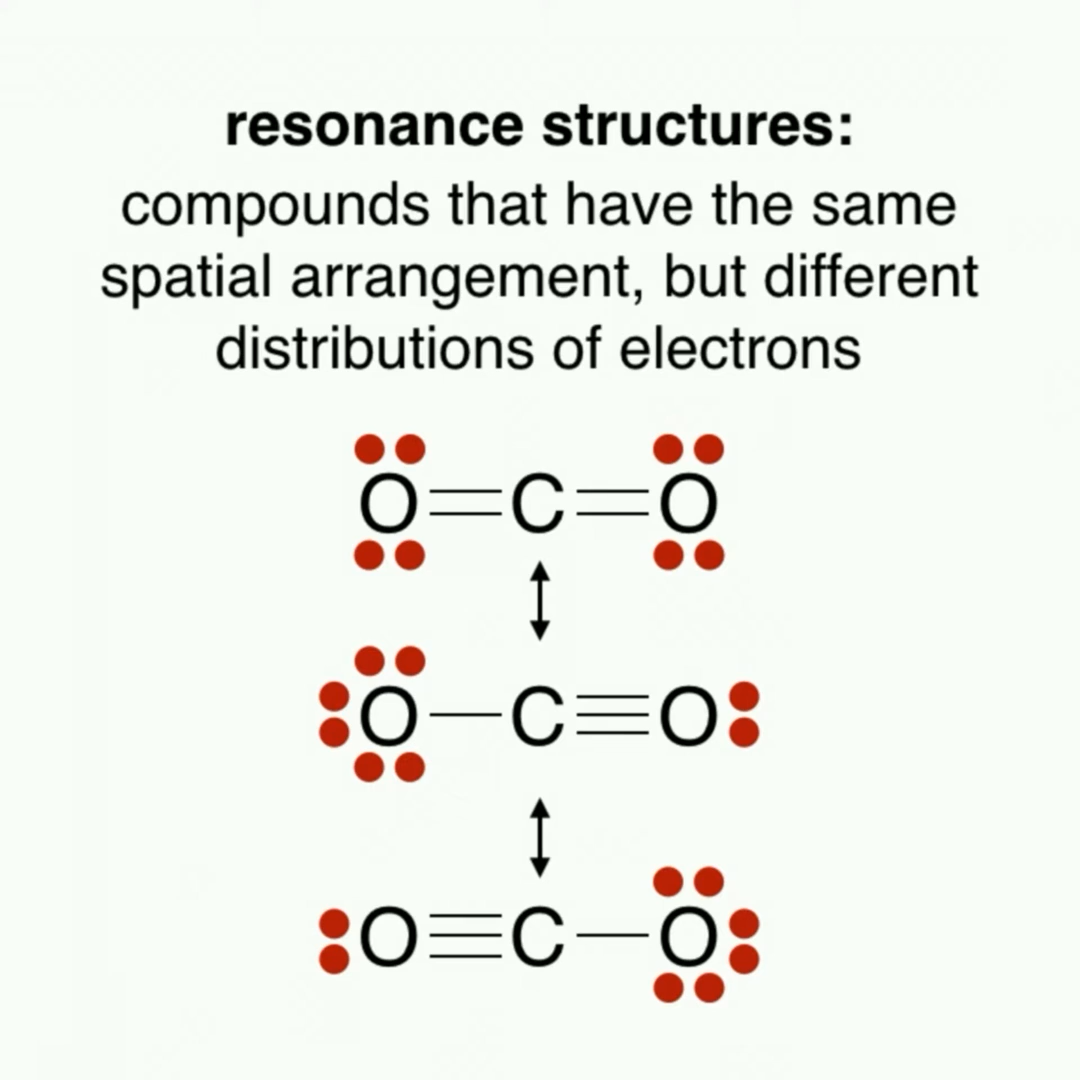 resonance structures:
compounds that have the same
spatial arrangement, but different
distributions of electrons
O C O
O C O
O C O